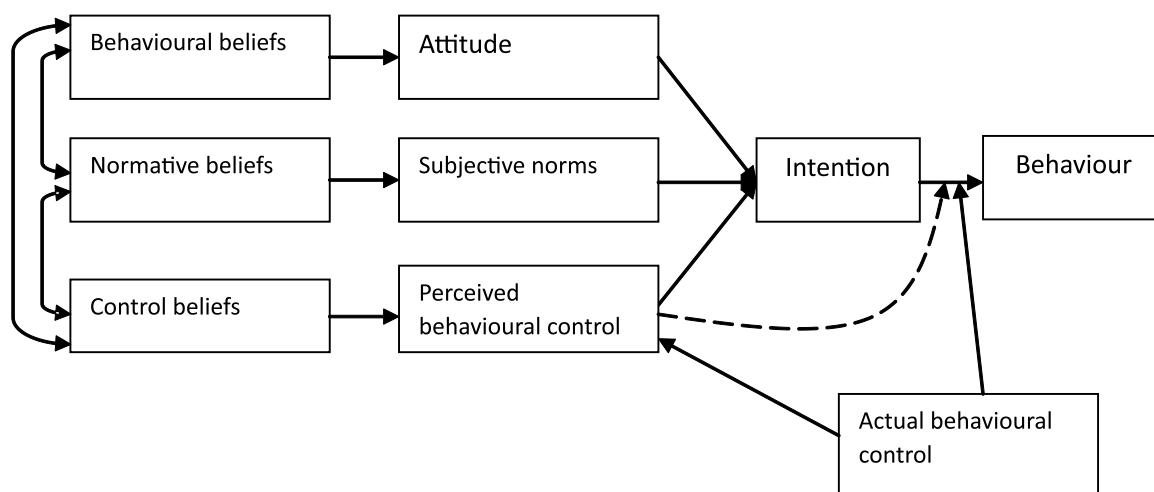 Behavioural beliefs
Attitude
Normative beliefs
Subjective norms
Intention
Behaviour
Control beliefs
Perceived
behavioural control
Actual behavioural
control